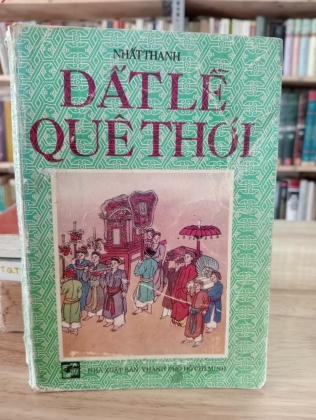 NHẤT THANH
ĐẤT LỀ
QUÊ THÓI
NHÀ XUẤT BẢN THÀNH PHỐ HỒ CHÍ MINH